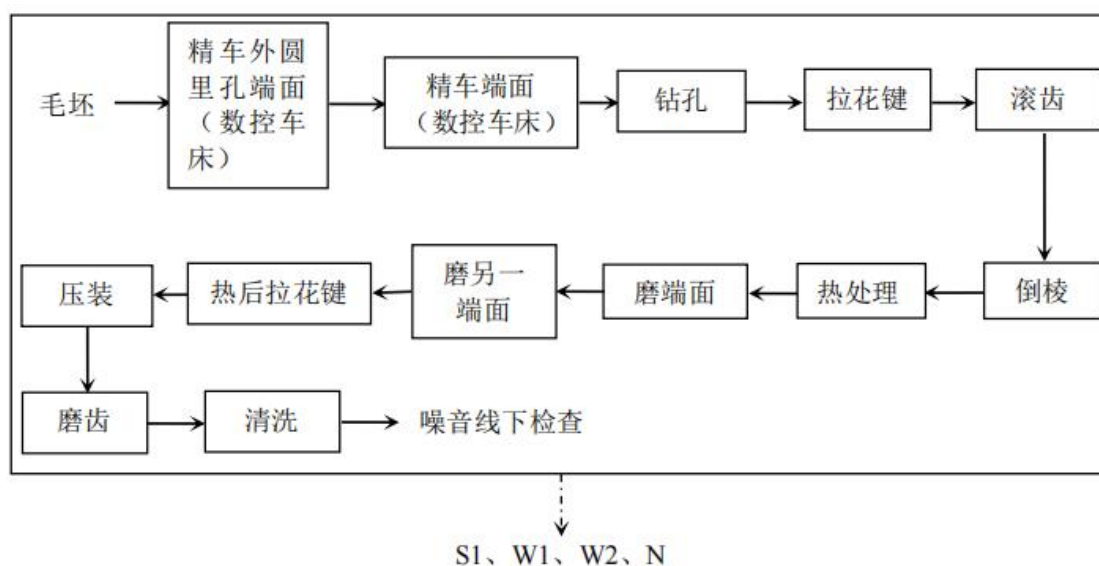 毛坯
精车外圆
里孔端面
（数控车
床）
精车端面
（数控车床）
钻孔
拉花键
滚齿
压装
热后拉花键
磨另一
端面
磨端面
热处理
倒棱
磨齿
清洗
噪音线下检查
S1、W1、W2、N